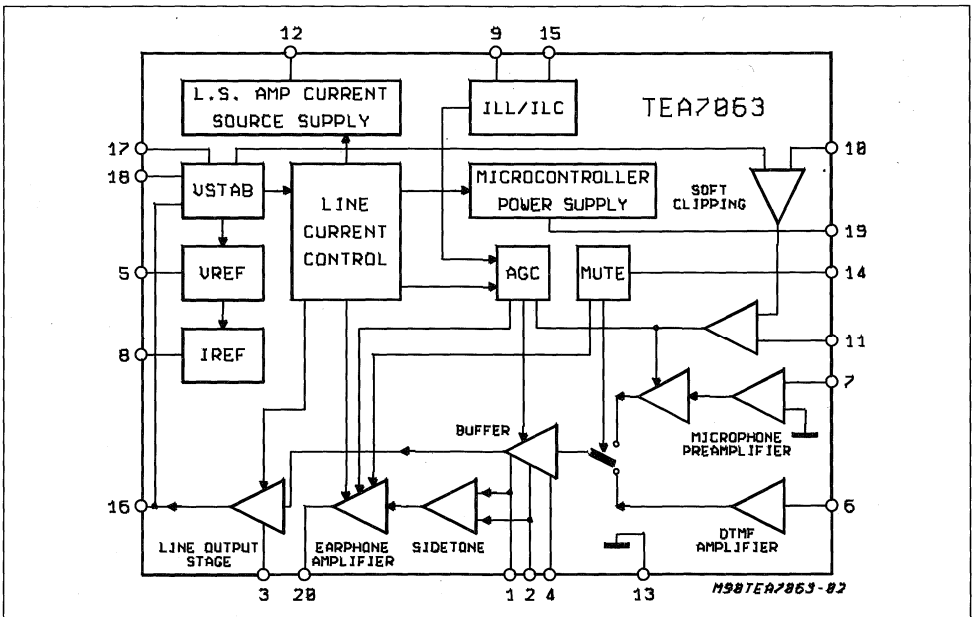 12
9
15
L.S. AMP CURRENT
SOURCE SUPPLY
ILL/ILC
TEA7063
17
10
18
VSTAB
LINE
CURRENT
CONTROL
MICROCONTROLLER
POWER SUPPLY
SOFT
CLIPPING
19
5
VREF
AGC
MUTE
14
8
IREF
11
7
BUFFER
MICROPHONE
PREAMPLIFIER
16
6
LINE OUTPUT
STAGE
EARPHONE
AMPLIFIER
SIDETONE
DTMF
AMPLIFIER
3
20
1
2
4
13
M90TEA7063-02